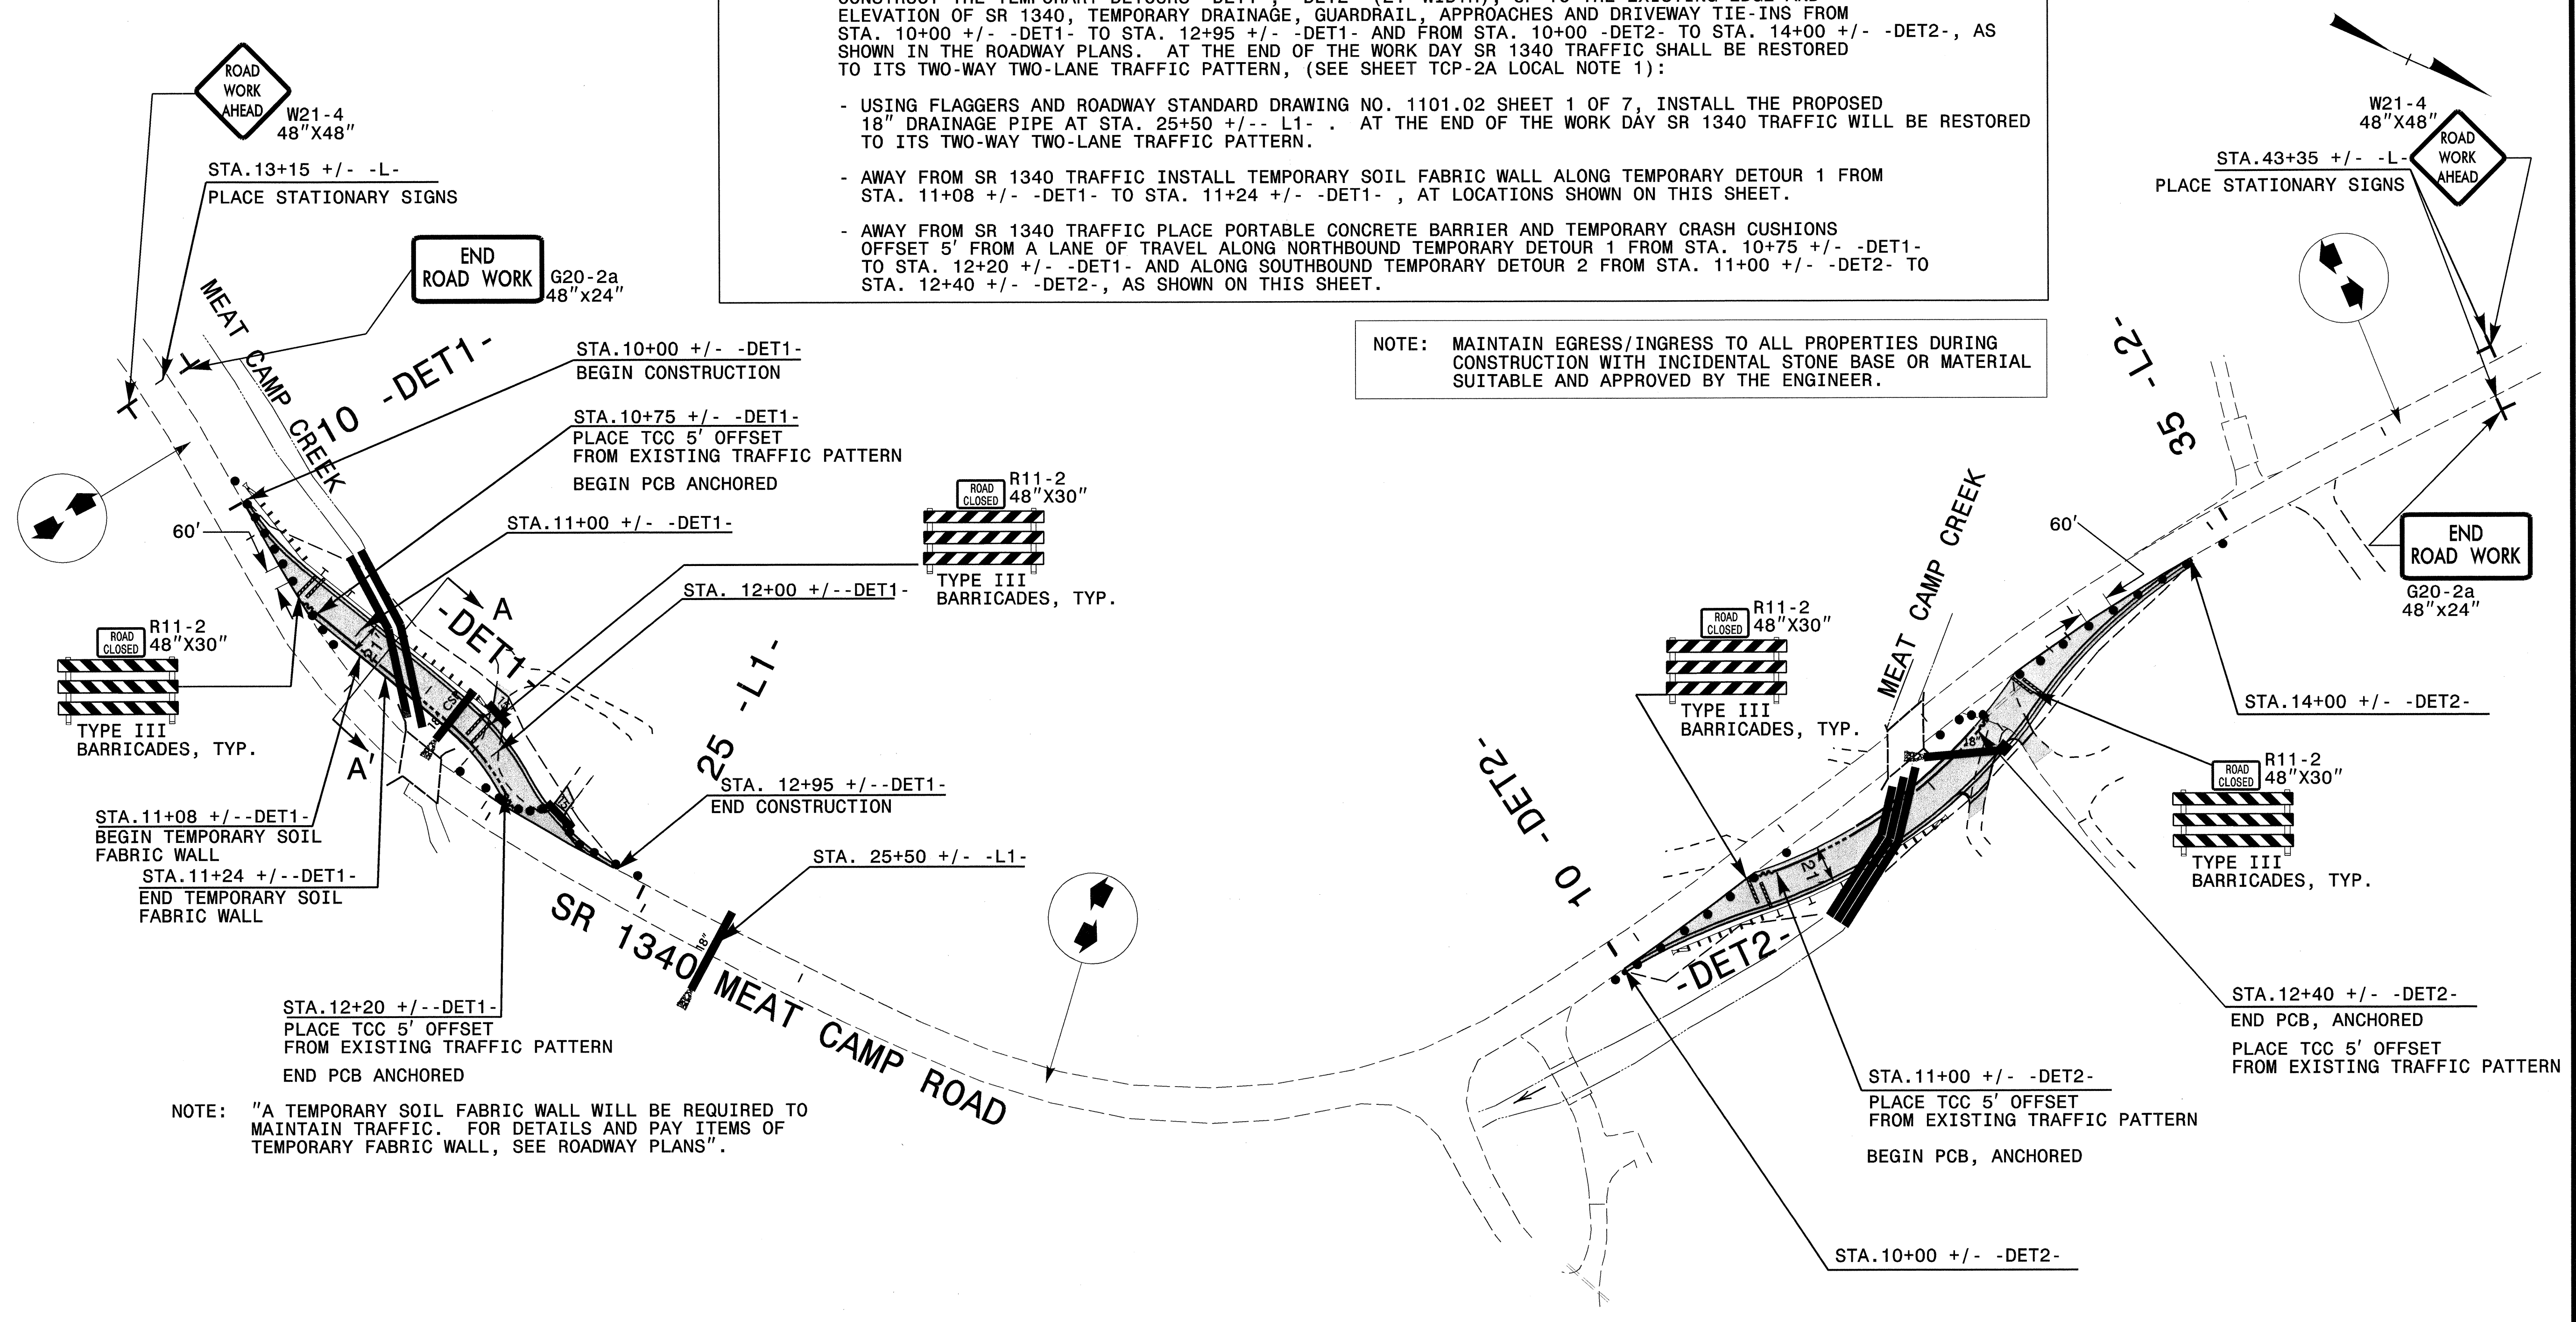 ELEVATION OF SR 1340, TEMPORARY DRAINAGE, GUARDRAIL, APPROACHES AND DRIVEWAY TIE-INS FROM
STA. 10+00 +/- -DET1- TO STA. 12+95 +/- -DET1- AND FROM STA. 10+00 -DET2- TO STA. 14+00 +/- -DET2-, AS
SHOWN IN THE ROADWAY PLANS. AT THE END OF THE WORK DAY SR 1340 TRAFFIC SHALL BE RESTORED
TO ITS TWO-WAY TWO-LANE TRAFFIC PATTERN, (SEE SHEET TCP-2A LOCAL NOTE 1):
- USING FLAGGERS AND ROADWAY STANDARD DRAWING NO. 1101.02 SHEET 1 OF 7, INSTALL THE PROPOSED
18" DRAINAGE PIPE AT STA. 25+50 +/-- L1- . AT THE END OF THE WORK DAY SR 1340 TRAFFIC WILL BE RESTORED
TO ITS TWO-WAY TWO-LANE TRAFFIC PATTERN.
- AWAY FROM SR 1340 TRAFFIC INSTALL TEMPORARY SOIL FABRIC WALL ALONG TEMPORARY DETOUR 1 FROM
STA. 11+08 +/- -DET1- TO STA. 11+24 +/- -DET1- , AT LOCATIONS SHOWN ON THIS SHEET.
- AWAY FROM SR 1340 TRAFFIC PLACE PORTABLE CONCRETE BARRIER AND TEMPORARY CRASH CUSHIONS
OFFSET 5' FROM A LANE OF TRAVEL ALONG NORTHBOUND TEMPORARY DETOUR 1 FROM STA. 10+75 +/- -DET1-
TO STA. 12+20 +/- -DET1- AND ALONG SOUTHBOUND TEMPORARY DETOUR 2 FROM STA. 11+00 +/- -DET2- TO
STA. 12+40 +/- -DET2-, AS SHOWN ON THIS SHEET.
NOTE: MAINTAIN EGRESS/INGRESS TO ALL PROPERTIES DURING
CONSTRUCTION WITH INCIDENTAL STONE BASE OR MATERIAL
SUITABLE AND APPROVED BY THE ENGINEER.
ROAD
WORK
AHEAD
W21-4
48"X48"
STA.13+15 +/- -L-
PLACE STATIONARY SIGNS
END
ROAD WORK
G20-2a
48"x24"
MEAT CAMP CREEK
10 -DET1-
STA.10+00 +/- -DET1-
BEGIN CONSTRUCTION
STA.10+75 +/- -DET1-
PLACE TCC 5' OFFSET
FROM EXISTING TRAFFIC PATTERN
BEGIN PCB ANCHORED
STA.11+00 +/- -DET1-
60'
ROAD
CLOSED
R11-2
48"X30"
TYPE III
BARRICADES, TYP.
STA. 12+00 +/--DET1-
A
-DET1-
ROAD
CLOSED
R11-2
48"X30"
TYPE III
BARRICADES, TYP.
A'
21'
18"
15"
25 -L1-
STA.11+08 +/--DET1-
BEGIN TEMPORARY SOIL
FABRIC WALL
STA.11+24 +/--DET1-
END TEMPORARY SOIL
FABRIC WALL
STA. 12+95 +/--DET1-
END CONSTRUCTION
STA. 25+50 +/- -L1-
18"
SR 1340 MEAT CAMP ROAD
STA.12+20 +/--DET1-
PLACE TCC 5' OFFSET
FROM EXISTING TRAFFIC PATTERN
END PCB ANCHORED
NOTE: "A TEMPORARY SOIL FABRIC WALL WILL BE REQUIRED TO
MAINTAIN TRAFFIC. FOR DETAILS AND PAY ITEMS OF
TEMPORARY FABRIC WALL, SEE ROADWAY PLANS".
W21-4
48"X48"
ROAD
WORK
AHEAD
STA.43+35 +/- -L-
PLACE STATIONARY SIGNS
35 -L2-
MEAT CAMP CREEK
60'
END
ROAD WORK
G20-2a
48"x24"
ROAD
CLOSED
R11-2
48"X30"
TYPE III
BARRICADES, TYP.
STA.14+00 +/- -DET2-
10 -DET2-
18"
21'
ROAD
CLOSED
R11-2
48"X30"
TYPE III
BARRICADES, TYP.
-DET2-
STA.12+40 +/- -DET2-
END PCB, ANCHORED
PLACE TCC 5' OFFSET
FROM EXISTING TRAFFIC PATTERN
STA.11+00 +/- -DET2-
PLACE TCC 5' OFFSET
FROM EXISTING TRAFFIC PATTERN
BEGIN PCB, ANCHORED
STA.10+00 +/- -DET2-